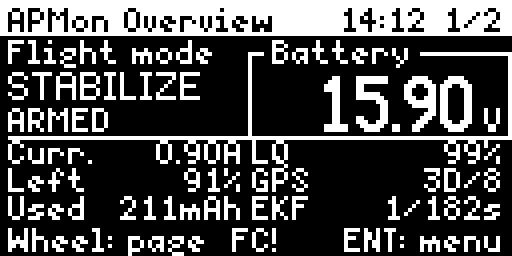 APMon Overview 14:12 1/2
Flight mode Battery
STABILIZE
ARMED 15.90 V
Curr. 0.90A LQ 99%
Left 91% GPS 3D/8
Used 211mAh EKF 1/182s
Wheel: page FC! ENT: menu